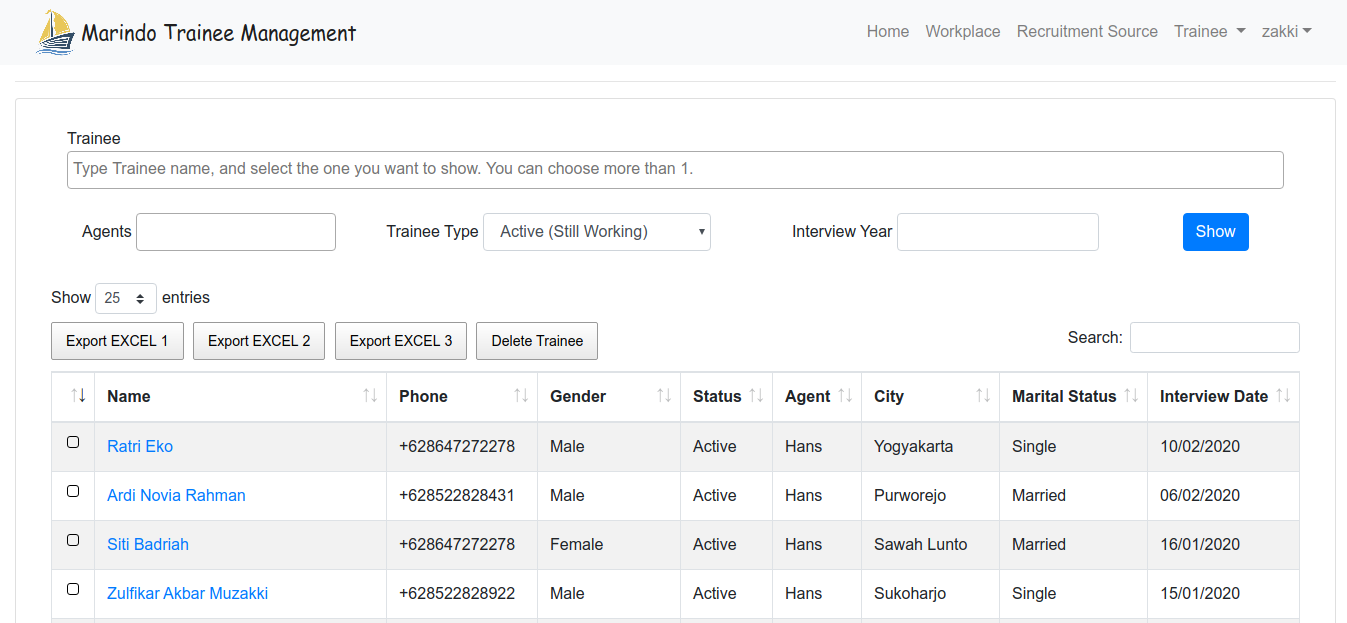 Marindo Trainee Management Home Workplace Recruitment Source Trainee zakki
Trainee
Type Trainee name, and select the one you want to show. You can choose more than 1.
Agents Trainee Type Active (Still Working) Interview Year Show
Show 25 entries
Export EXCEL 1 Export EXCEL 2 Export EXCEL 3 Delete Trainee Search:
Name Phone Gender Status Agent City Marital Status Interview Date
Ratri Eko +628647272278 Male Active Hans Yogyakarta Single 10/02/2020
Ardi Novia Rahman +628522828431 Male Active Hans Purworejo Married 06/02/2020
Siti Badriah +628647272278 Female Active Hans Sawah Lunto Married 16/01/2020
Zulfikar Akbar Muzakki +628522828922 Male Active Hans Sukoharjo Single 15/01/2020